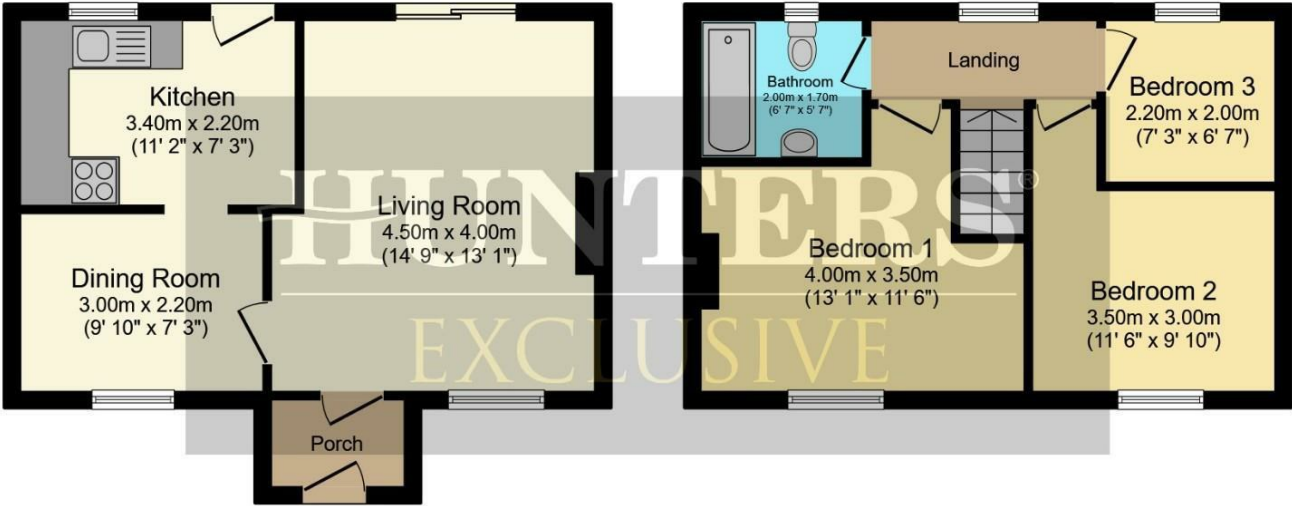 Kitchen
3.40m x 2.20m
(11' 2" x 7' 3")
Living Room
4.50m x 4.00m
(14' 9" x 13' 1")
Dining Room
3.00m x 2.20m
(9' 10" x 7' 3")
Porch
Bathroom
2.00m x 1.70m
(6' 7" x 5' 7")
Landing
Bedroom 3
2.20m x 2.00m
(7' 3" x 6' 7")
Bedroom 1
4.00m x 3.50m
(13' 1" x 11' 6")
Bedroom 2
3.50m x 3.00m
(11' 6" x 9' 10")
HUNTERS®
EXCLUSIVE